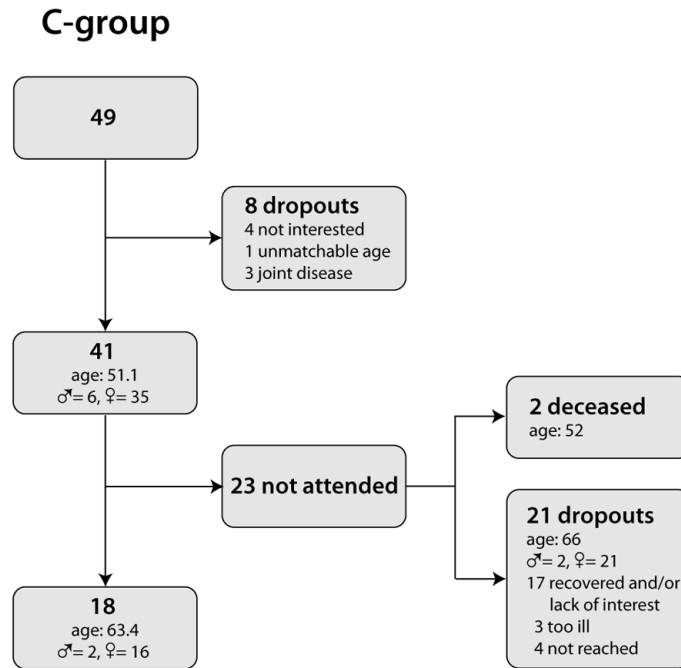 C-group
49
8 dropouts
4 not interested
1 unmatchable age
3 joint disease
41
age: 51.1
♂= 6, ♀= 35
2 deceased
age: 52
23 not attended
21 dropouts
age: 66
♂= 2, ♀= 21
17 recovered and/or
lack of interest
3 too ill
4 not reached
18
age: 63.4
♂= 2, ♀= 16